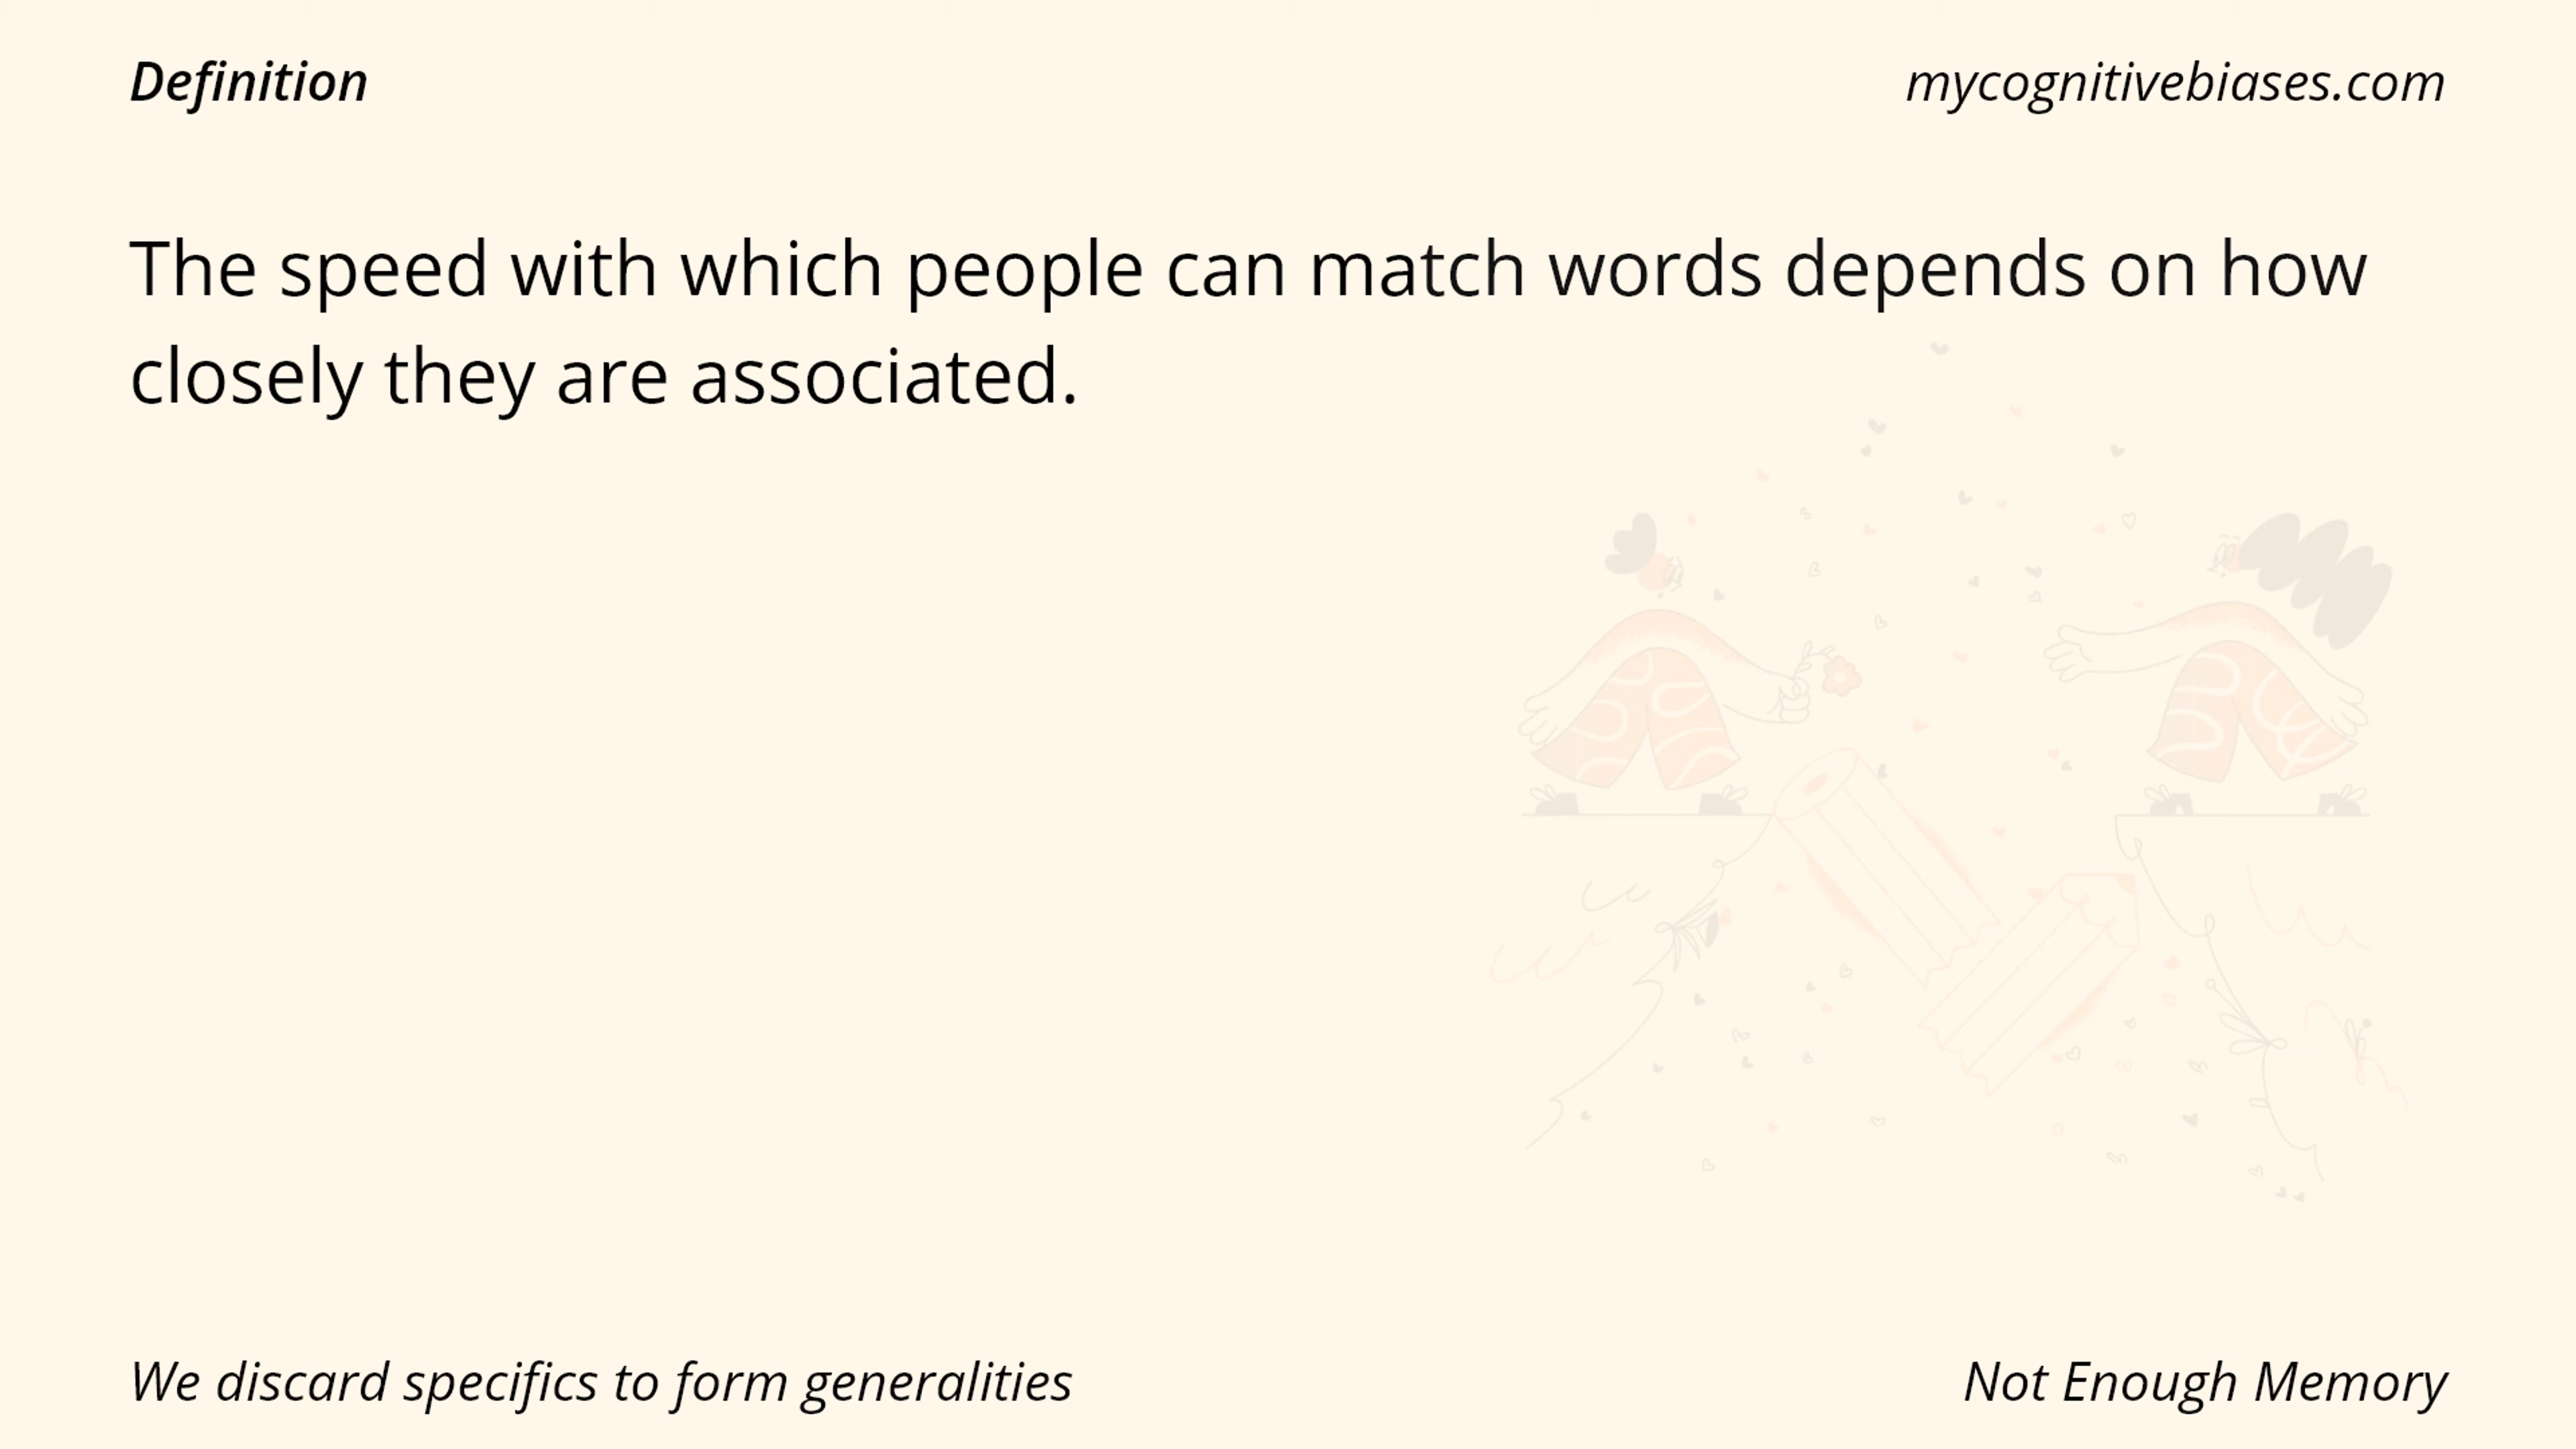 Definition
mycognitivebiases.com
The speed with which people can match words depends on how
closely they are associated.
We discard specifics to form generalities
Not Enough Memory